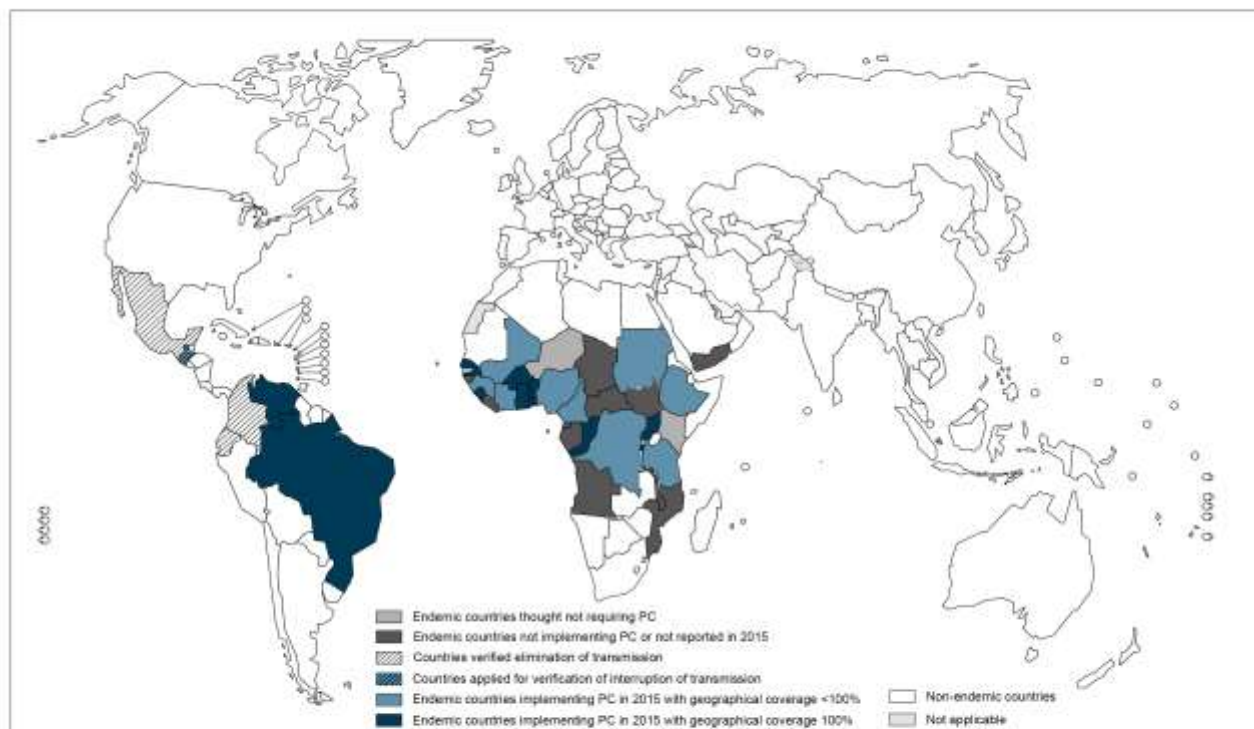 Endemic countries thought not requiring PC
Endemic countries not implementing PC or not reported in 2015
Countries verified elimination of transmission
Countries applied for verification of interruption of transmission
Endemic countries implementing PC in 2015 with geographical coverage <100%
Endemic countries implementing PC in 2015 with geographical coverage 100%
Non-endemic countries
Not applicable